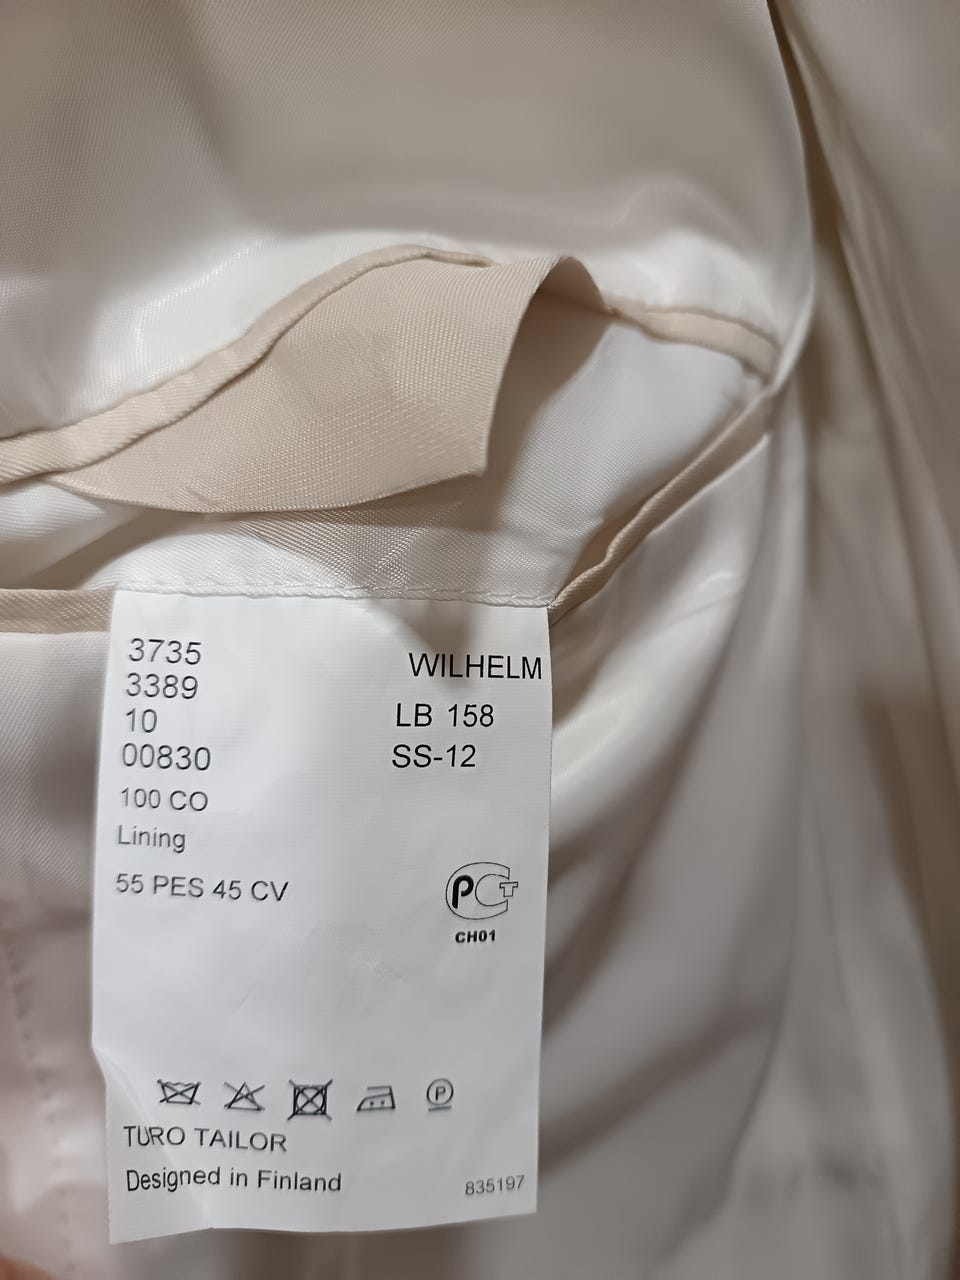 3735
3389
10
00830
100 CO
Lining
55 PES 45 CV
WILHELM
LB 158
SS-12
PCT
CH01
P
TURO TAILOR
Designed in Finland
835197